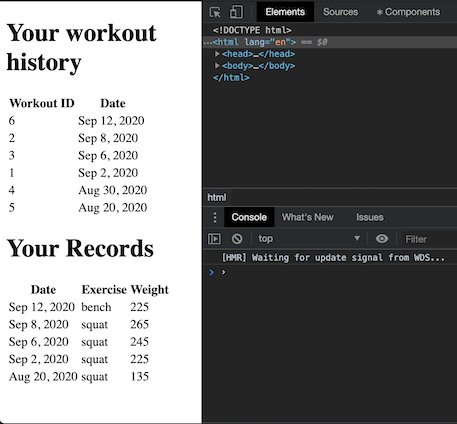 Your workout
history
Workout ID Date
6 Sep 12, 2020
2 Sep 8, 2020
3 Sep 6, 2020
1 Sep 2, 2020
4 Aug 30, 2020
5 Aug 20, 2020
Your Records
Date Exercise Weight
Sep 12, 2020 bench 225
Sep 8, 2020 squat 265
Sep 6, 2020 squat 245
Sep 2, 2020 squat 225
Aug 20, 2020 squat 135
Elements Sources ⚛ Components
<!DOCTYPE html>
...<html lang="en"> == $0
▶<head>…</head>
▶<body>…</body>
</html>
html
Console What's New Issues
top ▼ Filter
[HMR] Waiting for update signal from WDS...
› ›